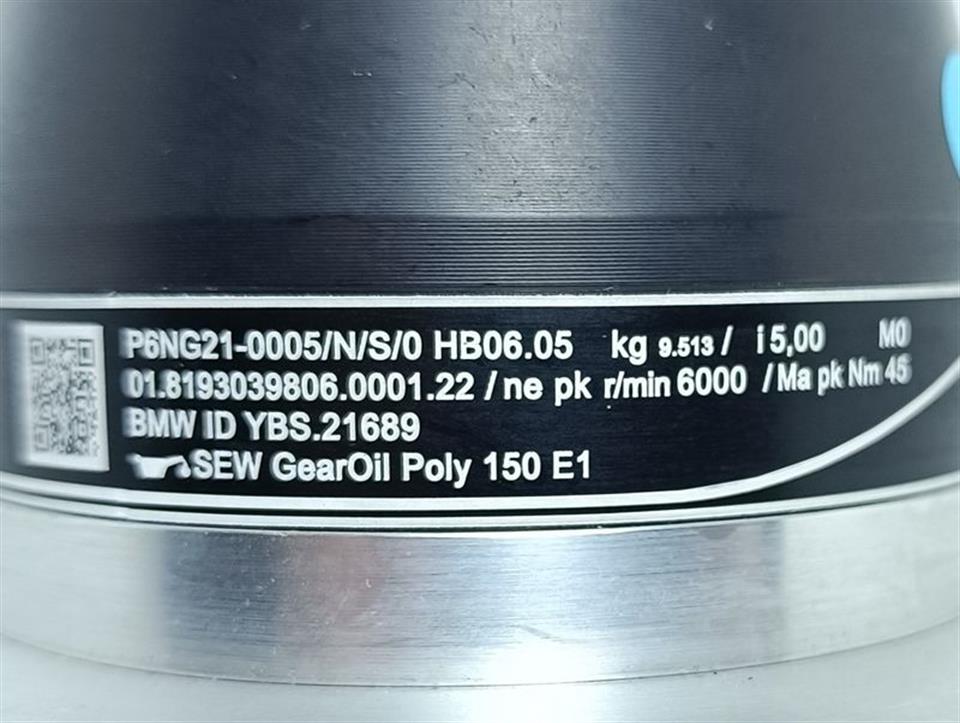 P6NG21-0005/N/S/0 HB06.05 kg 9.513 / i 5,00 M0
01.8193039806.0001.22 / ne pk r/min 6000 / Ma pk Nm 45
BMW ID YBS.21689
SEW GearOil Poly 150 E1